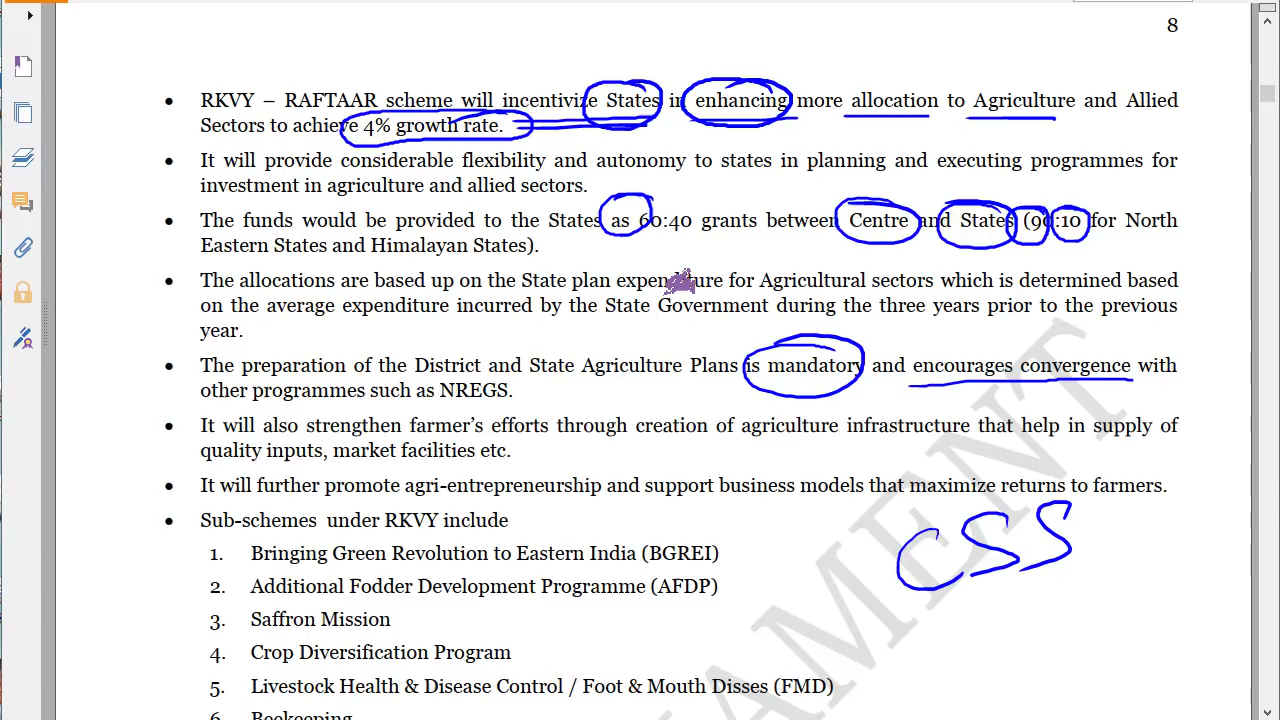 8
• RKVY – RAFTAAR scheme will incentivize States in enhancing more allocation to Agriculture and Allied
Sectors to achieve 4% growth rate.
• It will provide considerable flexibility and autonomy to states in planning and executing programmes for
investment in agriculture and allied sectors.
• The funds would be provided to the States as 60:40 grants between Centre and States (90:10 for North
Eastern States and Himalayan States).
• The allocations are based up on the State plan expenditure for Agricultural sectors which is determined based
on the average expenditure incurred by the State Government during the three years prior to the previous
year.
• The preparation of the District and State Agriculture Plans is mandatory and encourages convergence with
other programmes such as NREGS.
• It will also strengthen farmer's efforts through creation of agriculture infrastructure that help in supply of
quality inputs, market facilities etc.
• It will further promote agri-entrepreneurship and support business models that maximize returns to farmers.
• Sub-schemes under RKVY include
CSS
1. Bringing Green Revolution to Eastern India (BGREI)
2. Additional Fodder Development Programme (AFDP)
3. Saffron Mission
4. Crop Diversification Program
5. Livestock Health & Disease Control / Foot & Mouth Disses (FMD)
6. Beekeeping
AMENT